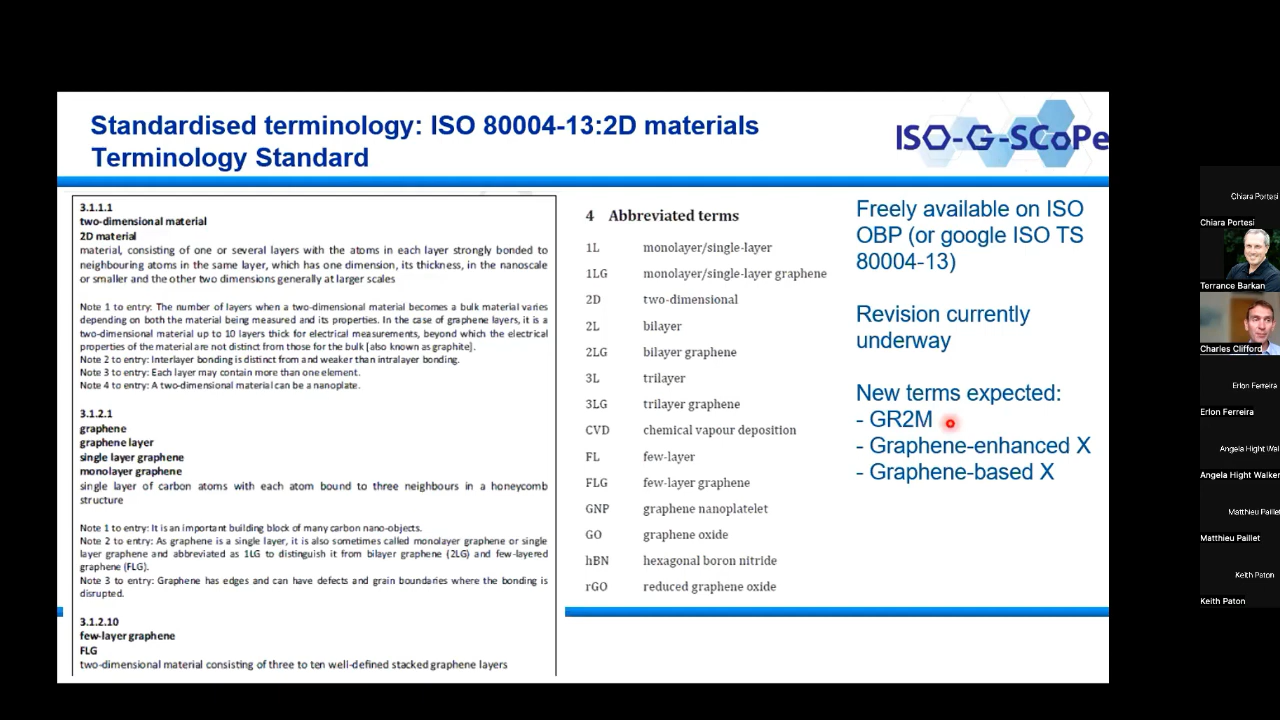 Standardised terminology: ISO 80004-13:2D materials
Terminology Standard
ISO-G-SCoPe
3.1.1.1
two-dimensional material
2D material
material, consisting of one or several layers with the atoms in each layer strongly bonded to
neighbouring atoms in the same layer, which has one dimension, its thickness, in the nanoscale
or smaller and the other two dimensions generally at larger scales
Note 1 to entry: The number of layers when a two-dimensional material becomes a bulk material varies
depending on both the material being measured and its properties. In the case of graphene layers, it is a
two-dimensional material up to 10 layers thick for electrical measurements, beyond which the electrical
properties of the material are not distinct from those for the bulk [also known as graphite].
Note 2 to entry: Interlayer bonding is distinct from and weaker than intralayer bonding.
Note 3 to entry: Each layer may contain more than one element.
Note 4 to entry: A two-dimensional material can be a nanoplate.
3.1.2.1
graphene
graphene layer
single layer graphene
monolayer graphene
single layer of carbon atoms with each atom bound to three neighbours in a honeycomb
structure
Note 1 to entry: It is an important building block of many carbon nano-objects.
Note 2 to entry: As graphene is a single layer, it is also sometimes called monolayer graphene or single
layer graphene and abbreviated as 1LG to distinguish it from bilayer graphene (2LG) and few-layered
graphene (FLG).
Note 3 to entry: Graphene has edges and can have defects and grain boundaries where the bonding is
disrupted.
3.1.2.10
few-layer graphene
FLG
two-dimensional material consisting of three to ten well-defined stacked graphene layers
4 Abbreviated terms
1L monolayer/single-layer
1LG monolayer/single-layer graphene
2D two-dimensional
2L bilayer
2LG bilayer graphene
3L trilayer
3LG trilayer graphene
CVD chemical vapour deposition
FL few-layer
FLG few-layer graphene
GNP graphene nanoplatelet
GO graphene oxide
hBN hexagonal boron nitride
rGO reduced graphene oxide
Freely available on ISO
OBP (or google ISO TS
80004-13)
Revision currently
underway
New terms expected:
- GR2M
- Graphene-enhanced X
- Graphene-based X
Chiara Portesi
Chiara Portesi
Terrance Barkan
Charles Clifford
Erlon Ferreira
Erlon Ferreira
Angela Hight Wal
Angela Hight Walker
Matthieu Paillet
Matthieu Paillet
Keith Paton
Keith Paton